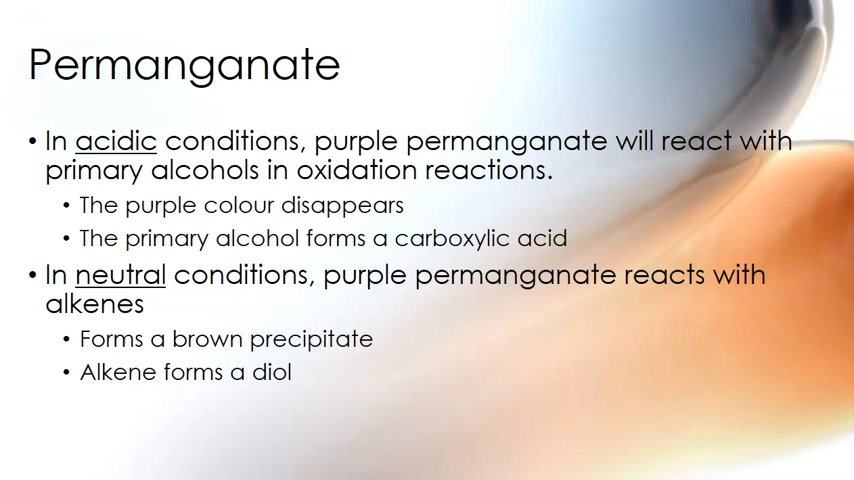 Permanganate
• In acidic conditions, purple permanganate will react with
primary alcohols in oxidation reactions.
• The purple colour disappears
• The primary alcohol forms a carboxylic acid
• In neutral conditions, purple permanganate reacts with
alkenes
• Forms a brown precipitate
• Alkene forms a diol